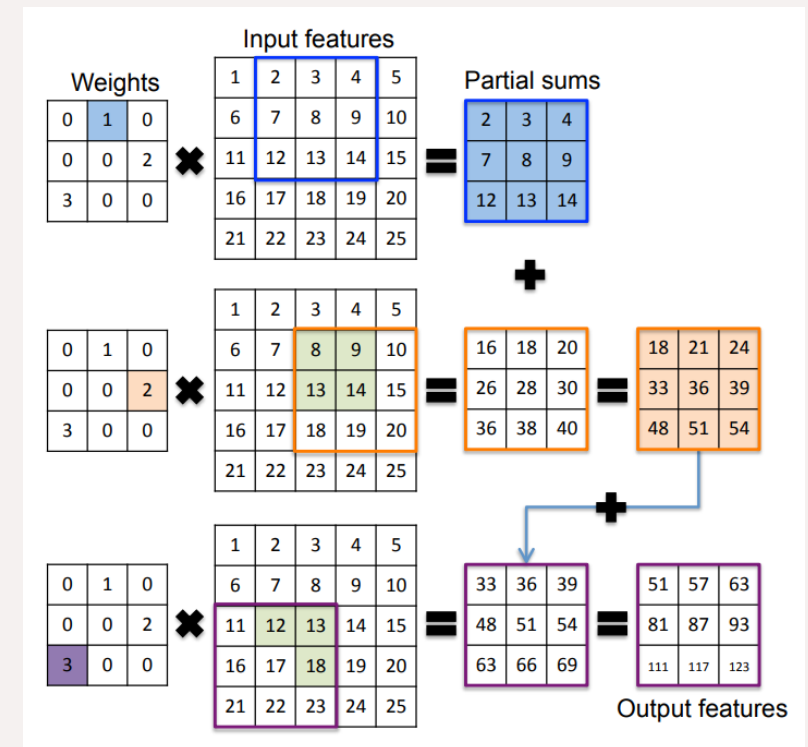 Input features
Weights
Partial sums
1 2 3 4 5
0 1 0
2 3 4
6 7 8 9 10
0 0 2
7 8 9
11 12 13 14 15
3 0 0
12 13 14
16 17 18 19 20
21 22 23 24 25
1 2 3 4 5
0 1 0
6 7 8 9 10
16 18 20
18 21 24
0 0 2
11 12 13 14 15
26 28 30
33 36 39
3 0 0
16 17 18 19 20
36 38 40
48 51 54
21 22 23 24 25
1 2 3 4 5
0 1 0
6 7 8 9 10
33 36 39
51 57 63
0 0 2
11 12 13 14 15
48 51 54
81 87 93
3 0 0
16 17 18 19 20
63 66 69
111 117 123
21 22 23 24 25
Output features